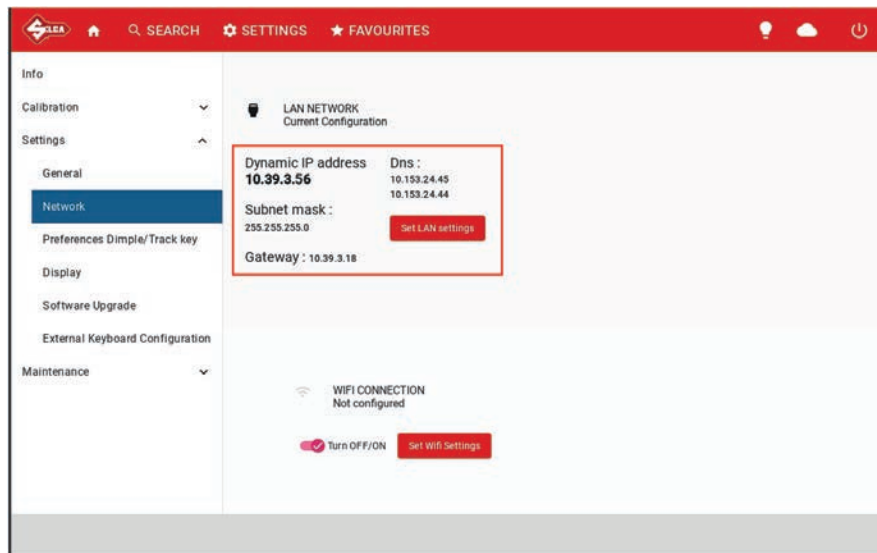 SILCA
SEARCH
SETTINGS
FAVOURITES
Info
Calibration
Settings
General
Network
Preferences Dimple/Track key
Display
Software Upgrade
External Keyboard Configuration
Maintenance
LAN NETWORK
Current Configuration
Dynamic IP address
10.39.3.56
Subnet mask :
255.255.255.0
Gateway : 10.39.3.18
Dns :
10.153.24.45
10.153.24.44
Set LAN settings
WIFI CONNECTION
Not configured
Turn OFF/ON
Set Wifi Settings